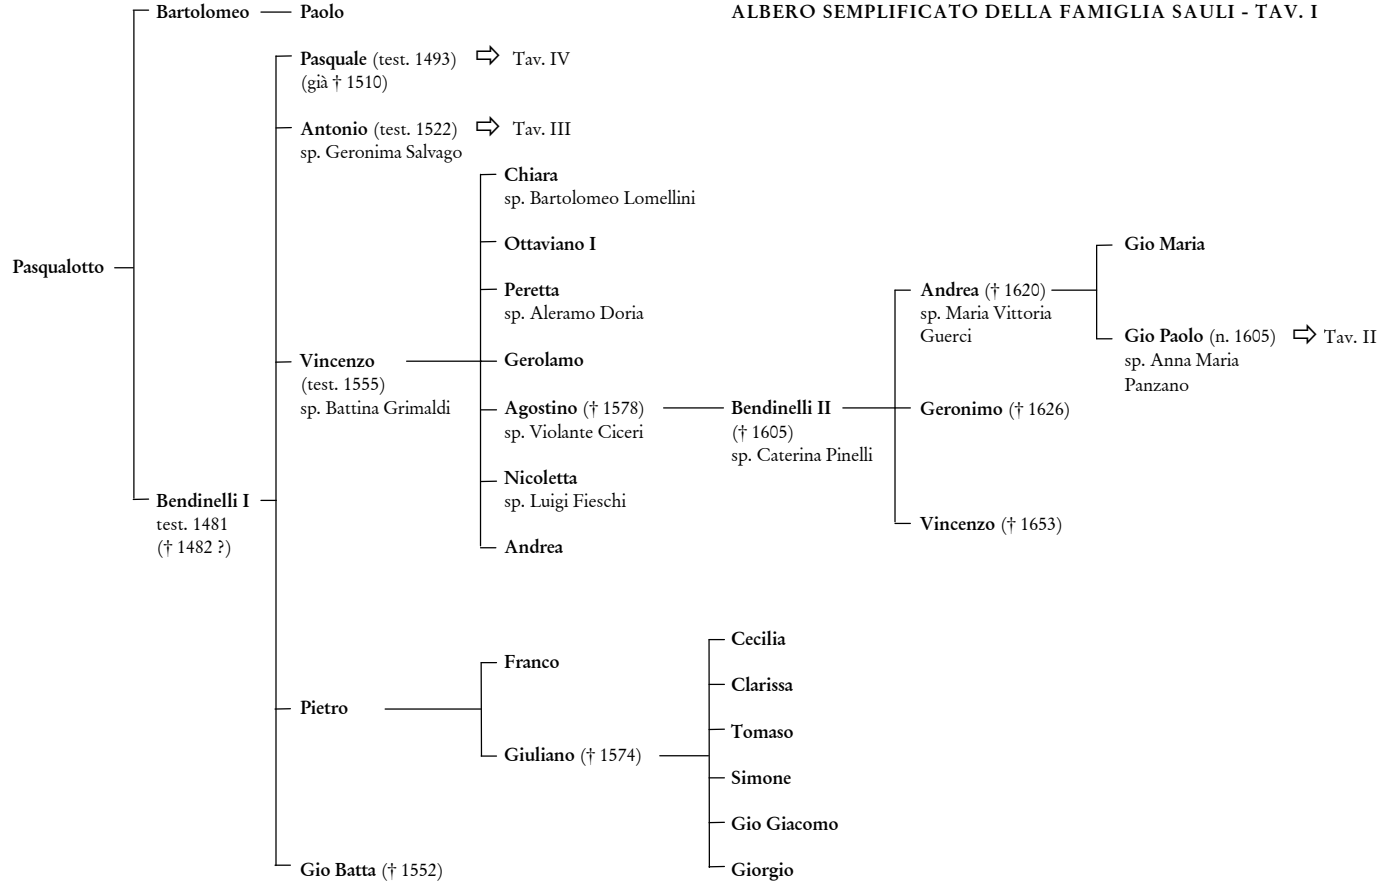 ALBERO SEMPLIFICATO DELLA FAMIGLIA SAULI - TAV. I
Pasqualotto
Bartolomeo
Paolo
Bendinelli I
test. 1481
(† 1482 ?)
Pasquale (test. 1493)
(già † 1510)
Tav. IV
Antonio (test. 1522)
sp. Geronima Salvago
Tav. III
Vincenzo
(test. 1555)
sp. Battina Grimaldi
Chiara
sp. Bartolomeo Lomellini
Ottaviano I
Peretta
sp. Aleramo Doria
Gerolamo
Agostino († 1578)
sp. Violante Ciceri
Bendinelli II
(† 1605)
sp. Caterina Pinelli
Andrea († 1620)
sp. Maria Vittoria
Guerci
Gio Maria
Gio Paolo (n. 1605)
sp. Anna Maria
Panzano
Tav. II
Geronimo († 1626)
Vincenzo († 1653)
Nicoletta
sp. Luigi Fieschi
Andrea
Pietro
Franco
Giuliano († 1574)
Cecilia
Clarissa
Tomaso
Simone
Gio Giacomo
Giorgio
Gio Batta († 1552)